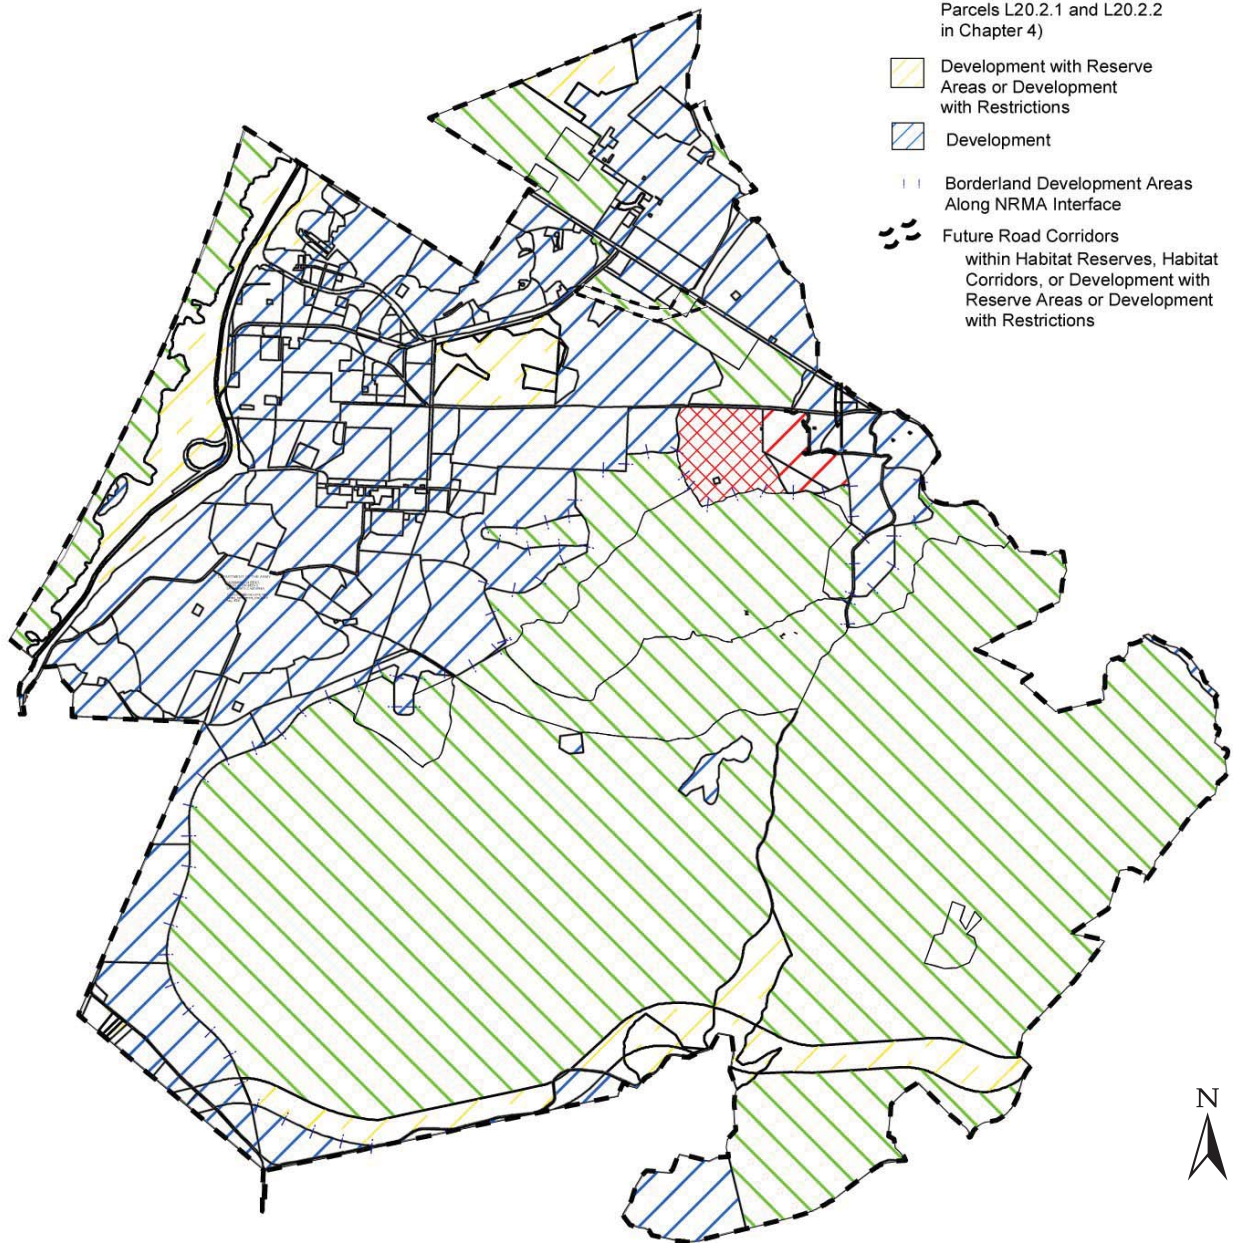 Parcels L20.2.1 and L20.2.2
in Chapter 4)
Development with Reserve
Areas or Development
with Restrictions
Development
Borderland Development Areas
Along NRMA Interface
Future Road Corridors
within Habitat Reserves, Habitat
Corridors, or Development with
Reserve Areas or Development
with Restrictions
N